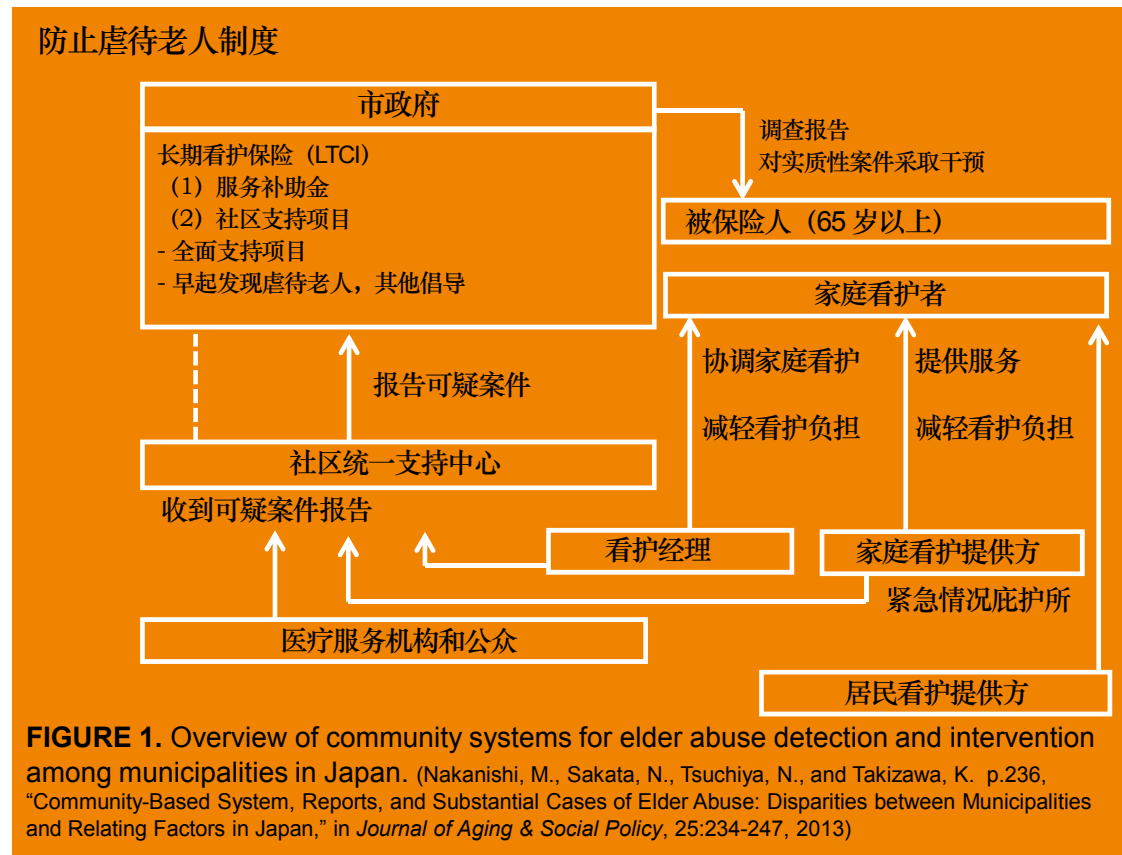 防止虐待老人制度
市政府
长期看护保险（LTCI）
（1）服务补助金
（2）社区支持项目
- 全面支持项目
- 早起发现虐待老人，其他倡导
调查报告
对实质性案件采取干预
被保险人（65 岁以上）
家庭看护者
报告可疑案件
协调家庭看护
减轻看护负担
提供服务
减轻看护负担
社区统一支持中心
收到可疑案件报告
看护经理
家庭看护提供方
紧急情况庇护所
医疗服务机构和公众
居民看护提供方
FIGURE 1. Overview of community systems for elder abuse detection and intervention
among municipalities in Japan. (Nakanishi, M., Sakata, N., Tsuchiya, N., and Takizawa, K. p.236,
“Community-Based System, Reports, and Substantial Cases of Elder Abuse: Disparities between Municipalities
and Relating Factors in Japan,” in Journal of Aging & Social Policy, 25:234-247, 2013)